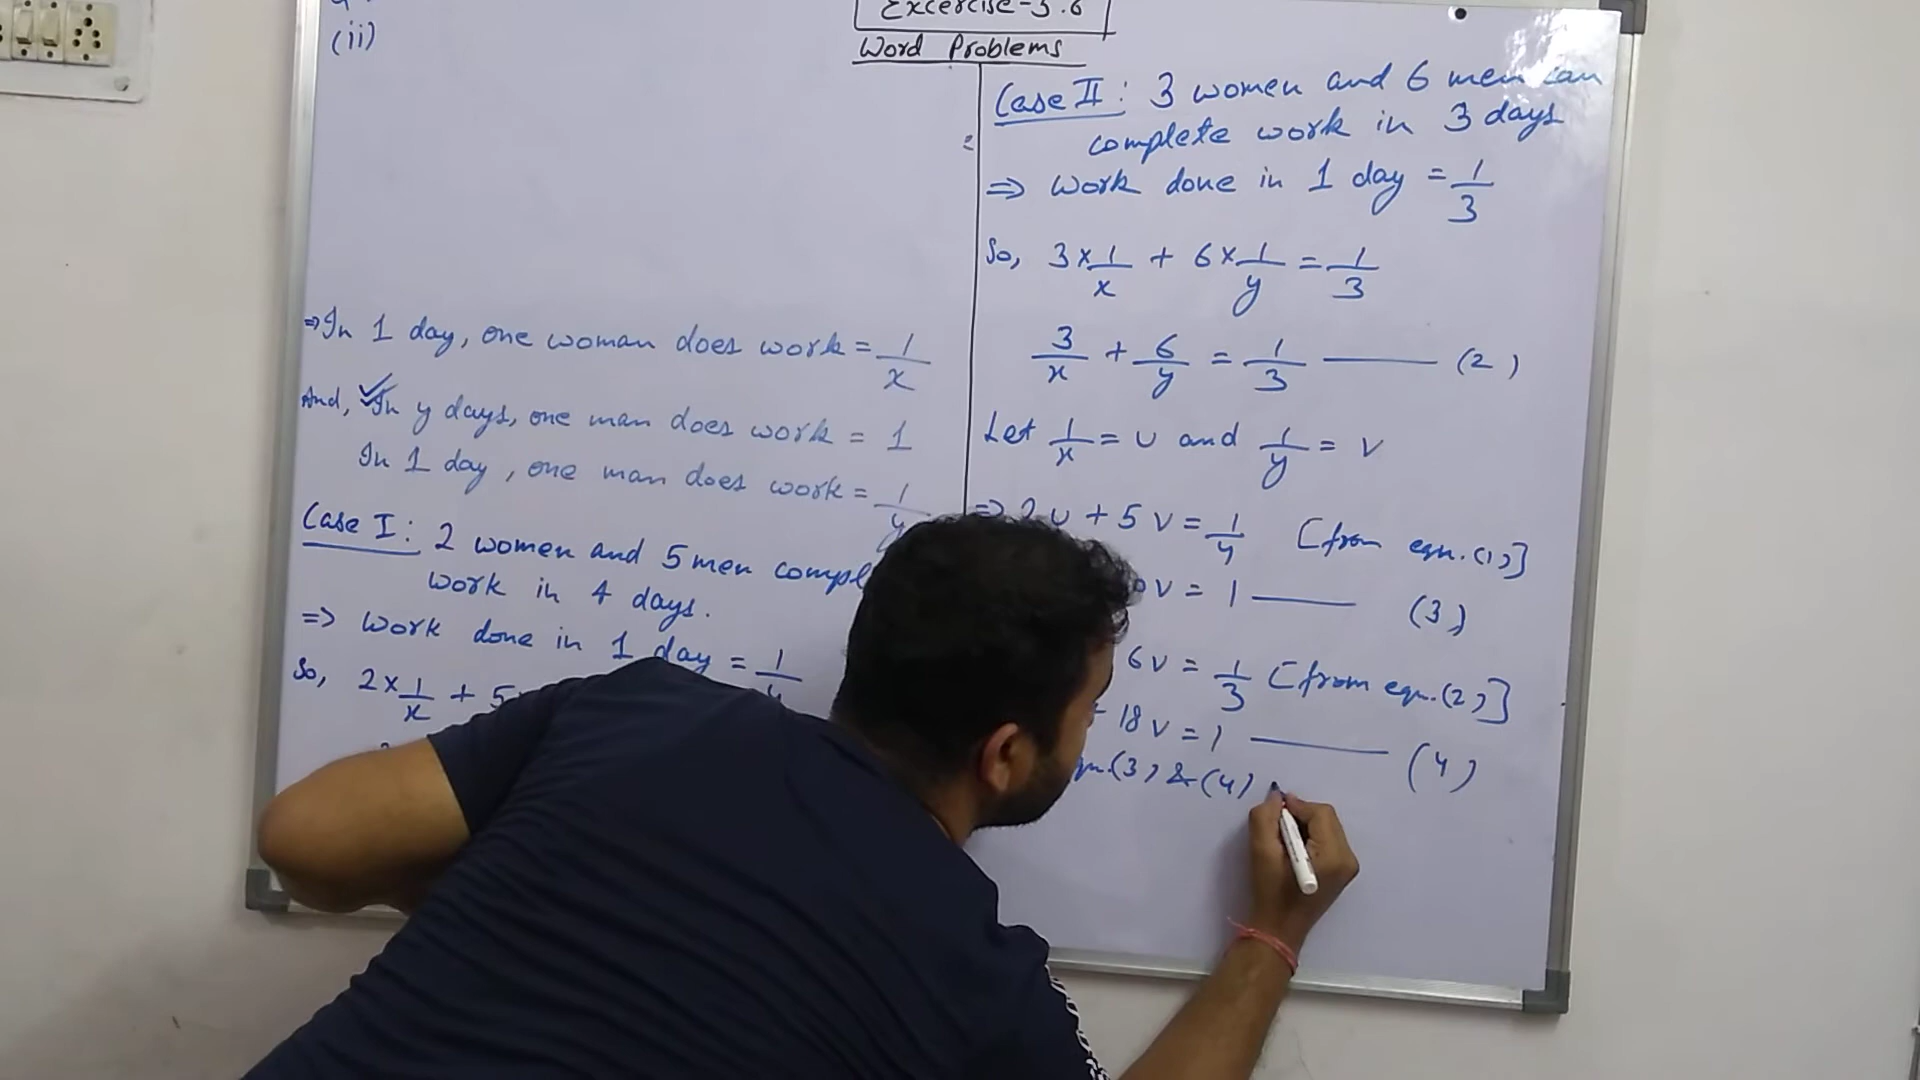 Excercise-3.6
Word Problems
(ii)
⇒In 1 day, one woman does work = 1/x
And, In y days, one man does work = 1
In 1 day, one man does work = 1/y
Case I: 2 women and 5 men
work in 4 days.
⇒ work done in 1 day = 1/4
So, 2×1/x + 5
Case II: 3 women and 6 men can
complete work in 3 days
⇒ work done in 1 day = 1/3
So, 3×1/x + 6×1/y = 1/3
3/x + 6/y = 1/3 —— (2)
Let 1/x = u and 1/y = v
⇒ 2u + 5v = 1/4 [from eqn.(1)]
v = 1 —— (3)
6v = 1/3 [from eqn.(2)]
18v = 1 —— (4)
(3) & (4)